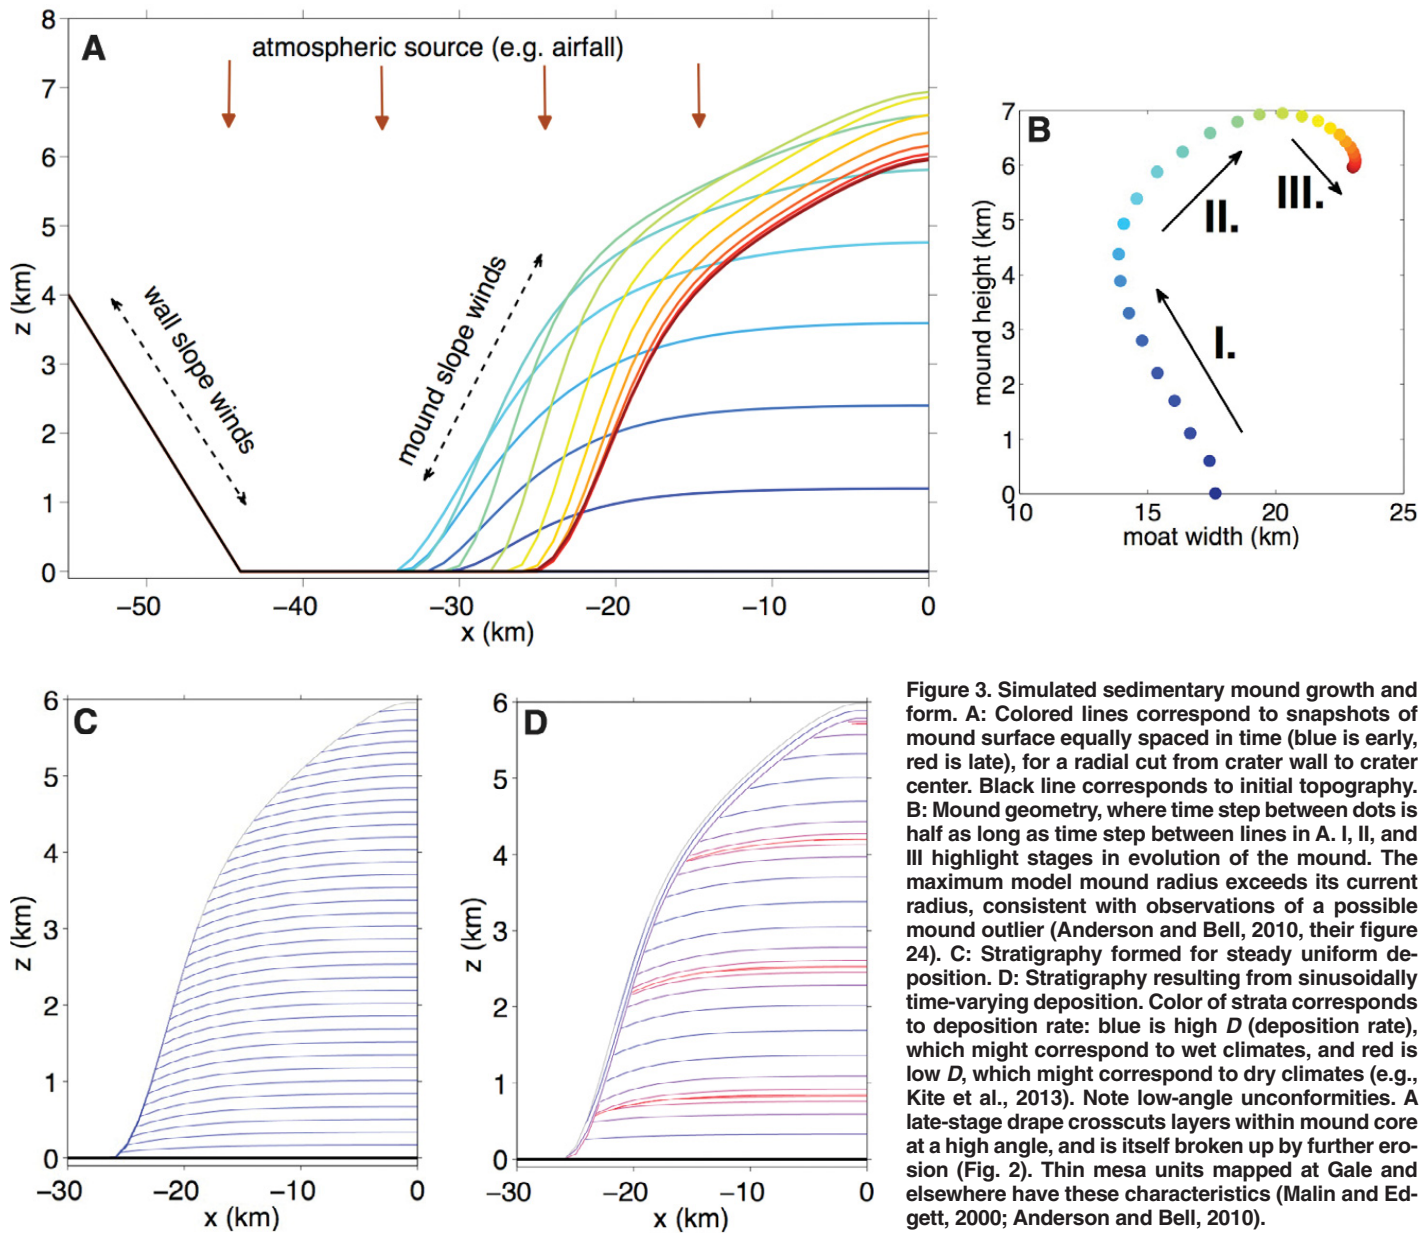 A
atmospheric source (e.g. airfall)
8
7
6
5
4
3
2
1
0
z (km)
wall slope winds
mound slope winds
−50
−40
−30
−20
−10
0
x (km)
B
7
6
5
4
3
2
1
0
mound height (km)
I.
II.
III.
10
15
20
25
moat width (km)
C
6
5
4
3
2
1
0
z (km)
−30
−20
−10
0
x (km)
D
6
5
4
3
2
1
0
z (km)
−30
−20
−10
0
x (km)
Figure 3. Simulated sedimentary mound growth and
form. A: Colored lines correspond to snapshots of
mound surface equally spaced in time (blue is early,
red is late), for a radial cut from crater wall to crater
center. Black line corresponds to initial topography.
B: Mound geometry, where time step between dots is
half as long as time step between lines in A. I, II, and
III highlight stages in evolution of the mound. The
maximum model mound radius exceeds its current
radius, consistent with observations of a possible
mound outlier (Anderson and Bell, 2010, their figure
24). C: Stratigraphy formed for steady uniform de-
position. D: Stratigraphy resulting from sinusoidally
time-varying deposition. Color of strata corresponds
to deposition rate: blue is high D (deposition rate),
which might correspond to wet climates, and red is
low D, which might correspond to dry climates (e.g.,
Kite et al., 2013). Note low-angle unconformities. A
late-stage drape crosscuts layers within mound core
at a high angle, and is itself broken up by further ero-
sion (Fig. 2). Thin mesa units mapped at Gale and
elsewhere have these characteristics (Malin and Ed-
gett, 2000; Anderson and Bell, 2010).